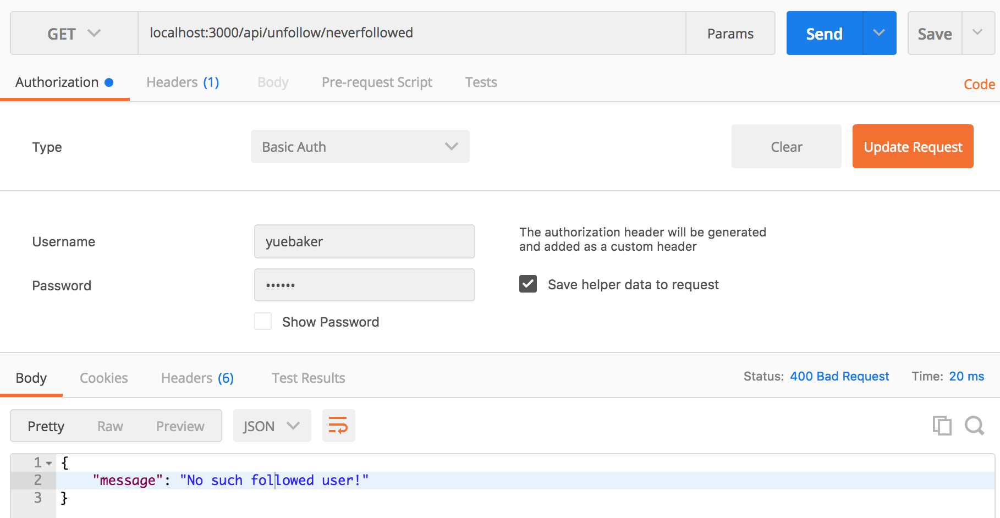 GET localhost:3000/api/unfollow/neverfollowed Params Send Save
Authorization Headers (1) Body Pre-request Script Tests Code
Type Basic Auth Clear Update Request
Username yuebaker The authorization header will be generated
and added as a custom header
Password •••••• Save helper data to request
Show Password
Body Cookies Headers (6) Test Results Status: 400 Bad Request Time: 20 ms
Pretty Raw Preview JSON
1 {
2 "message": "No such followed user!"
3 }